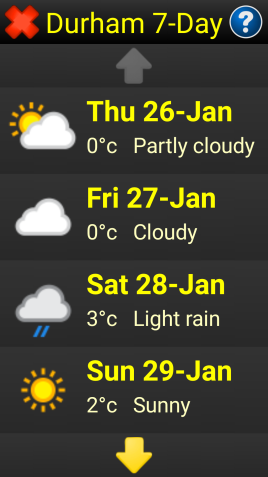 Durham 7-Day
?
Thu 26-Jan
0°c Partly cloudy
Fri 27-Jan
0°c Cloudy
Sat 28-Jan
3°c Light rain
Sun 29-Jan
2°c Sunny